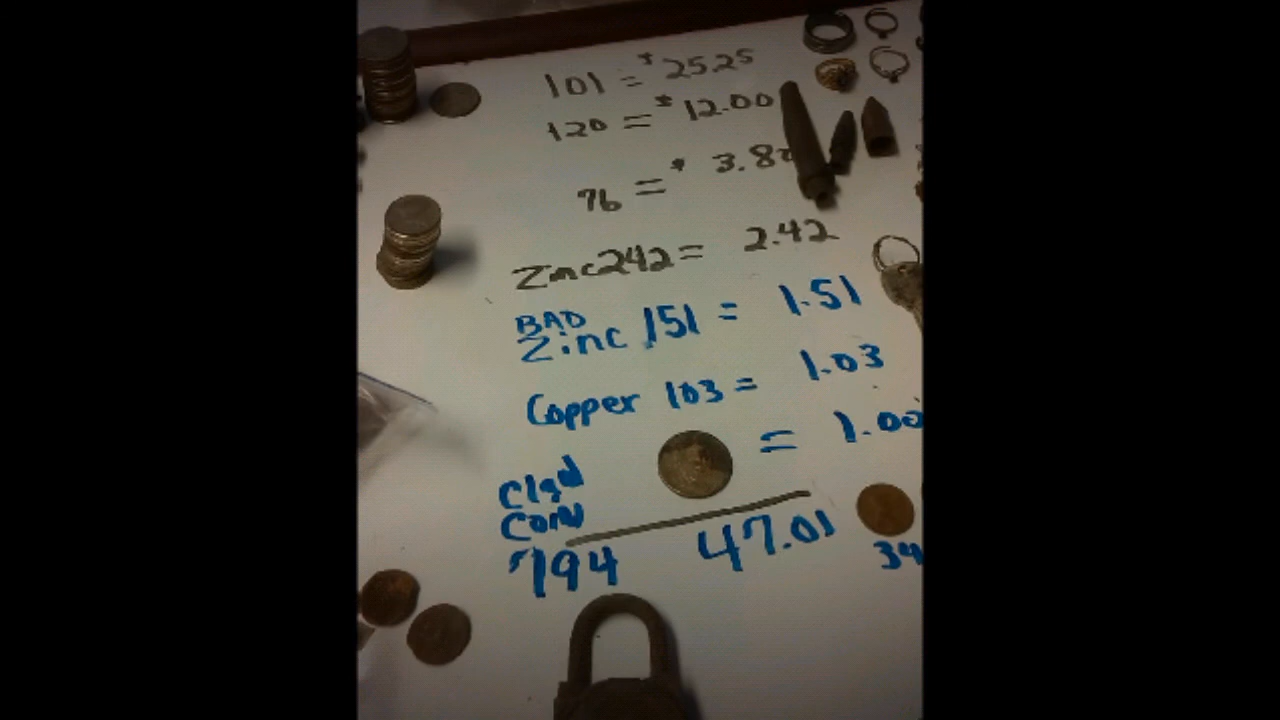 101 = $25.25
120 = $12.00
76 = $ 3.8
Zinc 242 = 2.42
BAD
Zinc 151 = 1.51
Copper 103 = 1.03
= 1.00
Clad
Coin
794 47.01
34